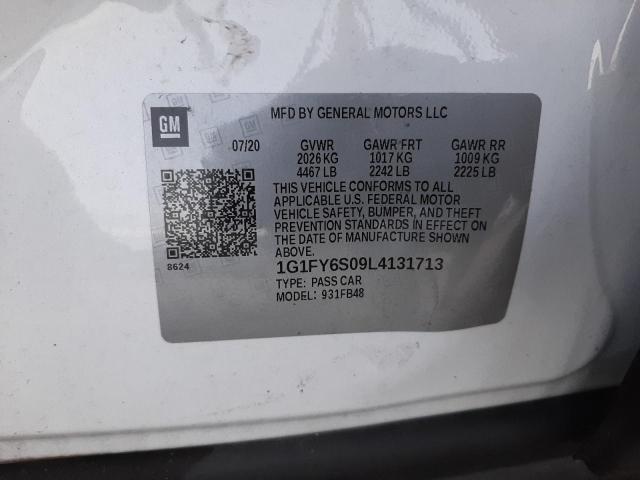 GM
MFD BY GENERAL MOTORS LLC
07/20 GVWR GAWR FRT GAWR RR
2026 KG 1017 KG 1009 KG
4467 LB 2242 LB 2225 LB
THIS VEHICLE CONFORMS TO ALL
APPLICABLE U.S. FEDERAL MOTOR
VEHICLE SAFETY, BUMPER, AND THEFT
PREVENTION STANDARDS IN EFFECT ON
THE DATE OF MANUFACTURE SHOWN
ABOVE.
8624
1G1FY6S09L4131713
TYPE: PASS CAR
MODEL: 931FB48